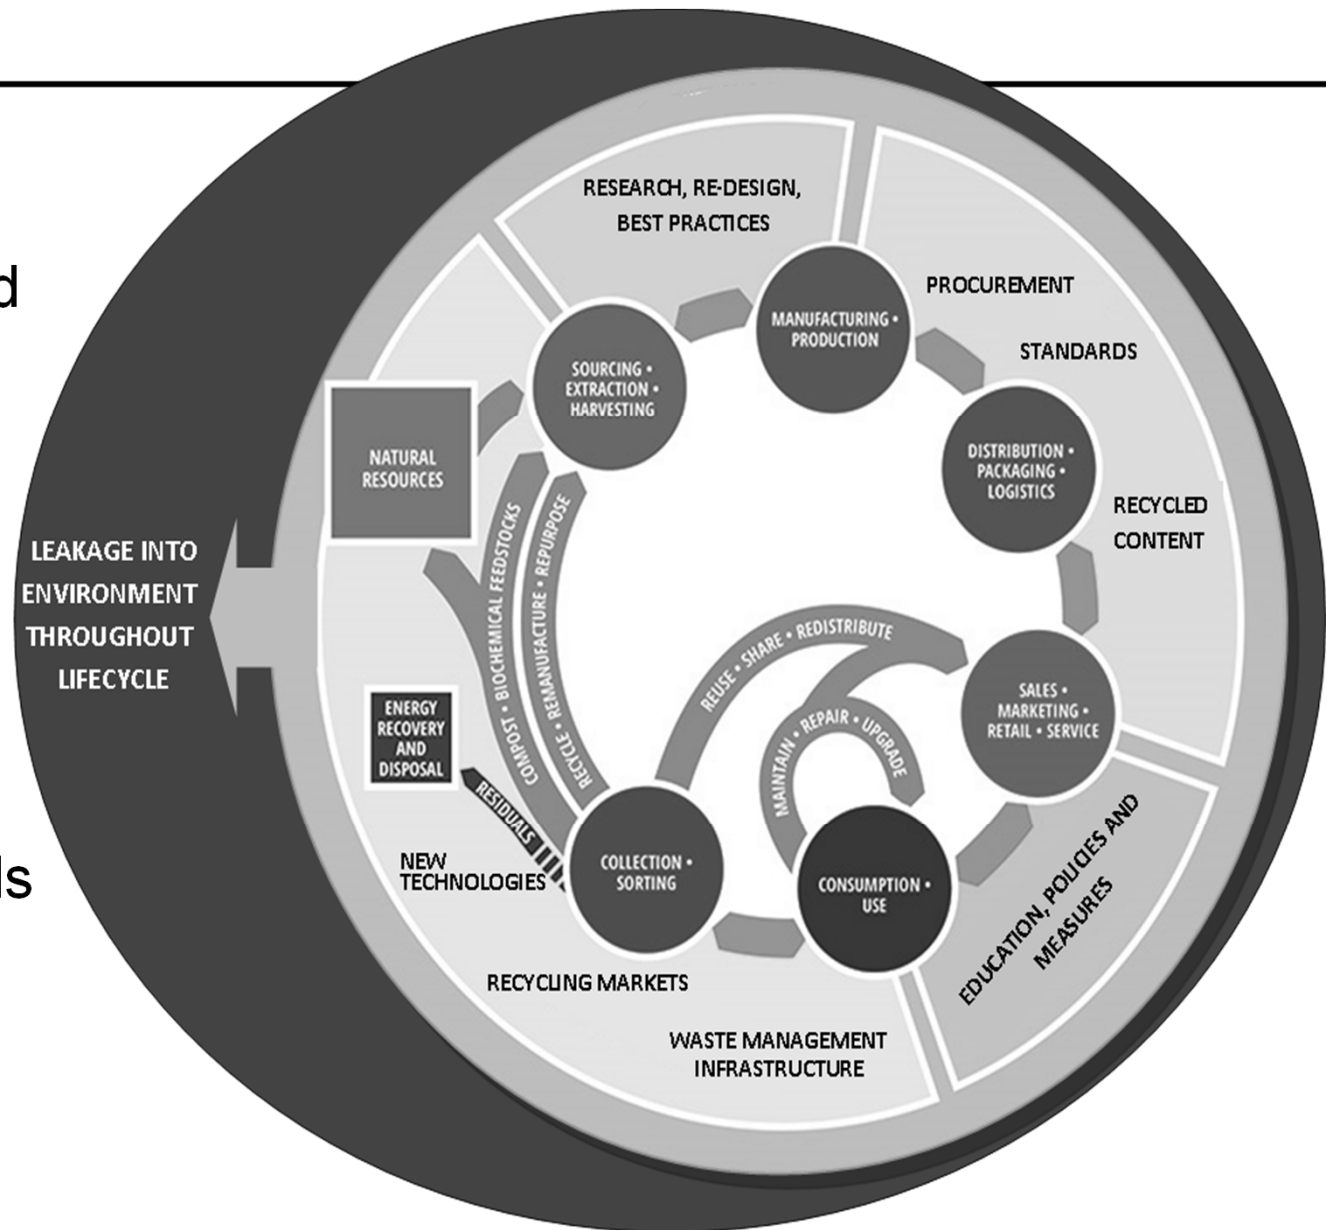 RESEARCH, RE-DESIGN,
BEST PRACTICES
PROCUREMENT
STANDARDS
RECYCLED
CONTENT
MANUFACTURING •
PRODUCTION
SOURCING •
EXTRACTION •
HARVESTING
DISTRIBUTION •
PACKAGING •
LOGISTICS
NATURAL
RESOURCES
d
LEAKAGE INTO
ENVIRONMENT
THROUGHOUT
LIFECYCLE
COMPOST • BIOCHEMICAL FEEDSTOCKS
RECYCLE • REMANUFACTURE • REPURPOSE
REUSE • SHARE • REDISTRIBUTE
MAINTAIN • REPAIR • UPGRADE
SALES •
MARKETING •
RETAIL • SERVICE
ENERGY
RECOVERY
AND
DISPOSAL
RESIDUALS
NEW
TECHNOLOGIES
COLLECTION •
SORTING
CONSUMPTION •
USE
EDUCATION, POLICIES AND
MEASURES
ls
RECYCLING MARKETS
WASTE MANAGEMENT
INFRASTRUCTURE